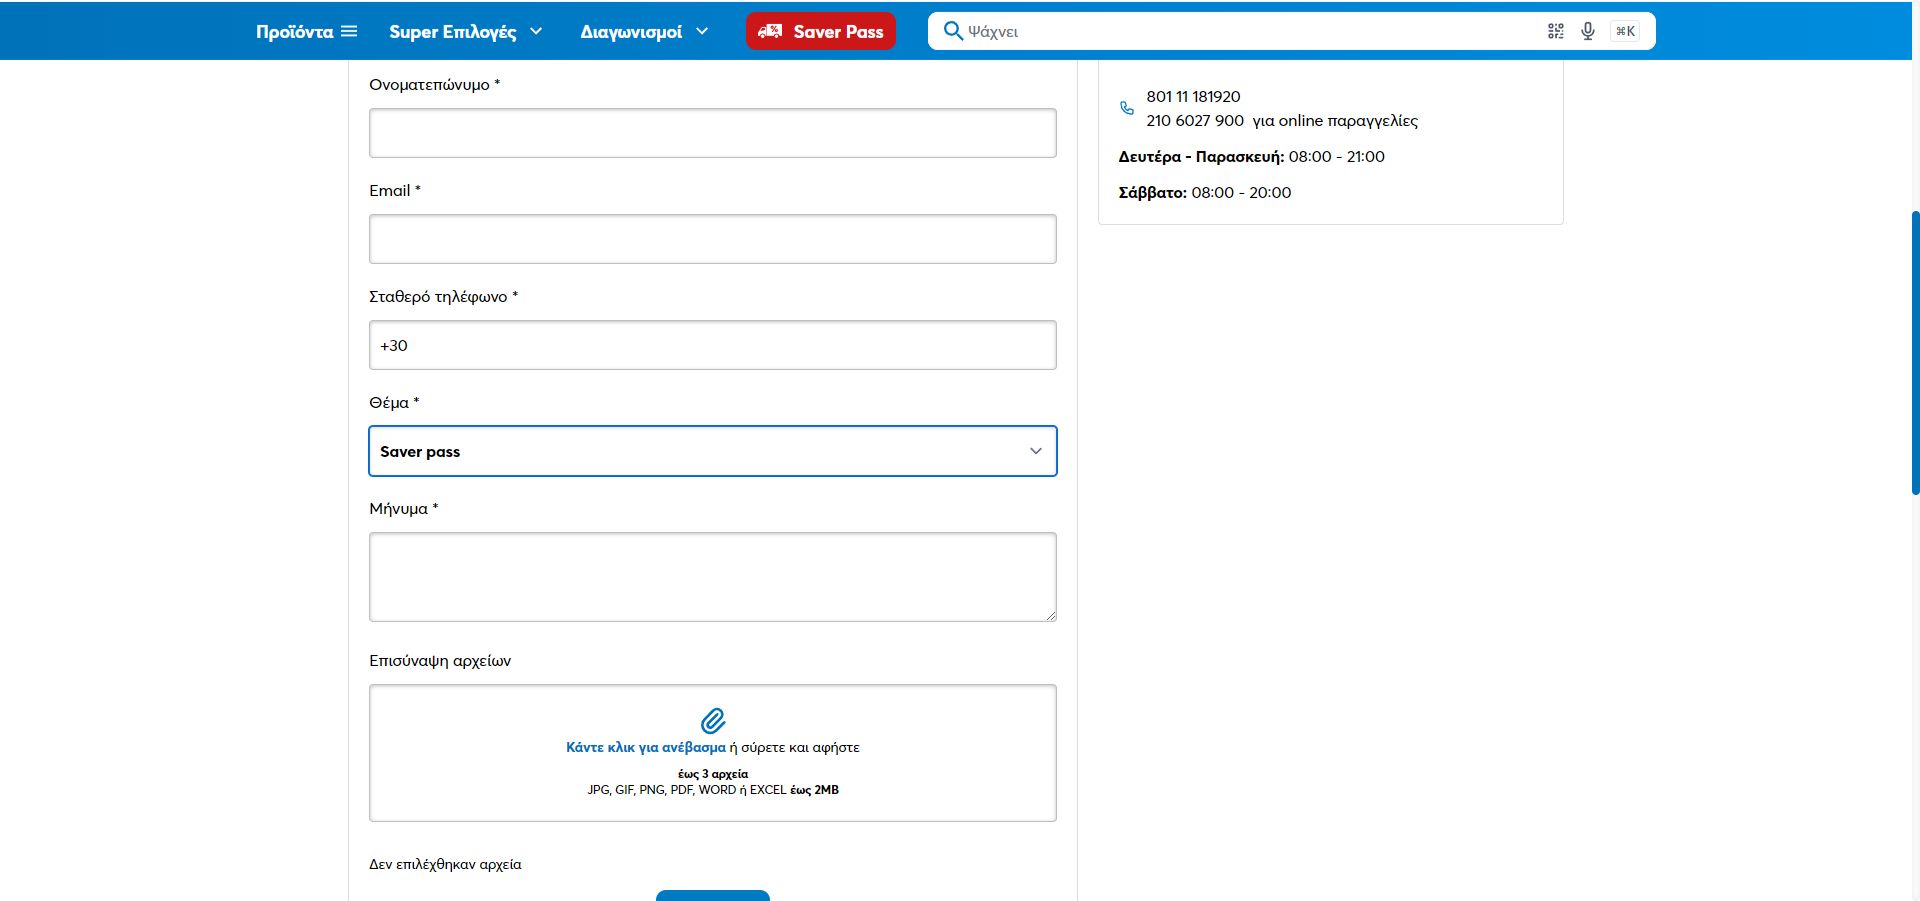 Προϊόντα
Super Επιλογές
Διαγωνισμοί
Saver Pass
Ψάχνει
⌘K
Ονοματεπώνυμο *
Email *
Σταθερό τηλέφωνο *
+30
Θέμα *
Saver pass
Μήνυμα *
Επισύναψη αρχείων
Κάντε κλικ για ανέβασμα ή σύρετε και αφήστε
έως 3 αρχεία
JPG, GIF, PNG, PDF, WORD ή EXCEL έως 2MB
Δεν επιλέχθηκαν αρχεία
801 11 181920
210 6027 900 για online παραγγελίες
Δευτέρα - Παρασκευή: 08:00 - 21:00
Σάββατο: 08:00 - 20:00